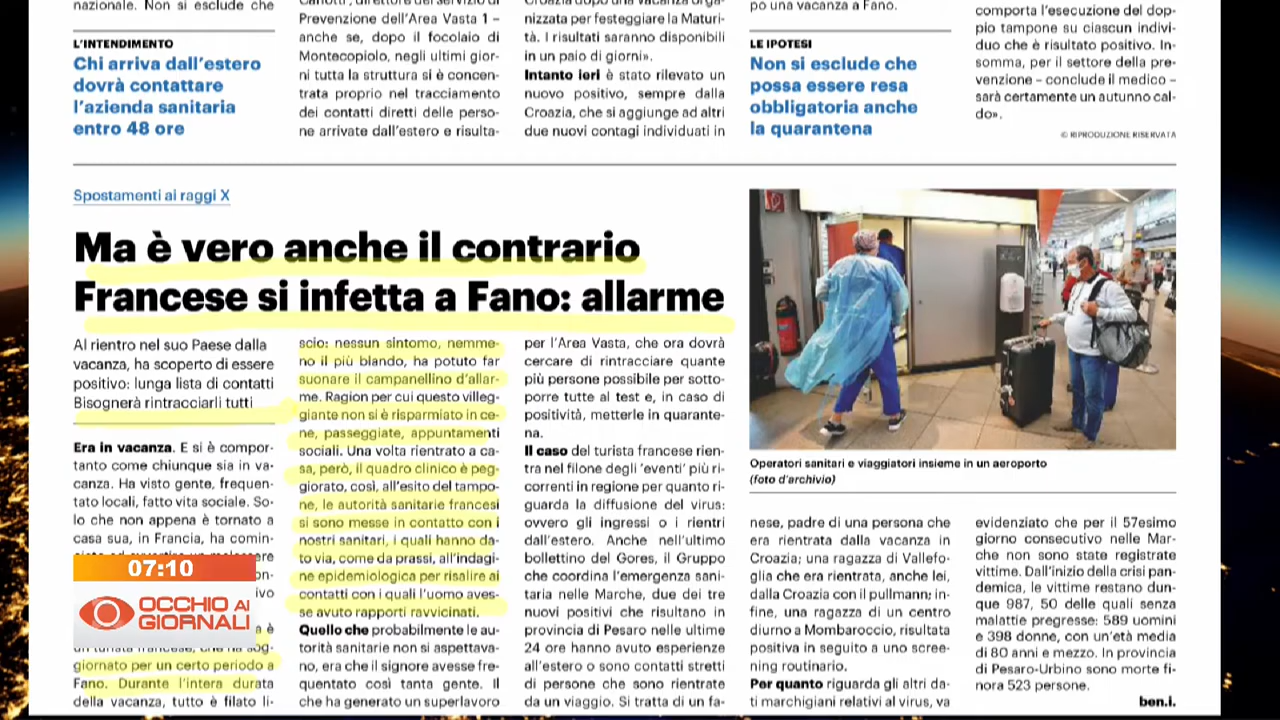 nazionale. Non si esclude che
L'INTENDIMENTO
Chi arriva dall'estero
dovrà contattare
l'azienda sanitaria
entro 48 ore
Prevenzione dell'Area Vasta 1 –
anche se, dopo il focolaio di
Montecopiolo, negli ultimi gior-
ni tutta la struttura si è concen-
trata proprio nel tracciamento
dei contatti diretti delle perso-
ne arrivate dall'estero e risulta-
nizzata per festeggiare la Maturi-
tà. I risultati saranno disponibili
in un paio di giorni».
Intanto ieri è stato rilevato un
nuovo positivo, sempre dalla
Croazia, che si aggiunge ad altri
due nuovi contagi individuati in
po una vacanza a Fano.
LE IPOTESI
Non si esclude che
possa essere resa
obbligatoria anche
la quarantena
comporta l'esecuzione del dop-
pio tampone su ciascun indivi-
duo che è risultato positivo. In-
somma, per il settore della pre-
venzione – conclude il medico –
sarà certamente un autunno cal-
do».
© RIPRODUZIONE RISERVATA
Spostamenti ai raggi X
Ma è vero anche il contrario
Francese si infetta a Fano: allarme
Al rientro nel suo Paese dalla
vacanza, ha scoperto di essere
positivo: lunga lista di contatti
Bisognerà rintracciarli tutti
Era in vacanza. E si è compor-
tanto come chiunque sia in va-
canza. Ha visto gente, frequen-
tato locali, fatto vita sociale. So-
lo che non appena è tornato a
casa sua, in Francia, ha comin-
07:10
OCCHIO AI
GIORNALI
giornato per un certo periodo a
Fano. Durante l'intera durata
della vacanza, tutto è filato li-
scio: nessun sintomo, nemme-
no il più blando, ha potuto far
suonare il campanellino d'allar-
me. Ragion per cui questo villeg-
giante non si è risparmiato in ce-
ne, passeggiate, appuntamenti
sociali. Una volta rientrato a ca-
sa, però, il quadro clinico è peg-
giorato, così, all'esito del tampo-
ne, le autorità sanitarie francesi
si sono messe in contatto con i
nostri sanitari, i quali hanno da-
to via, come da prassi, all'indagi-
ne epidemiologica per risalire ai
contatti con i quali l'uomo aves-
se avuto rapporti ravvicinati.
Quello che probabilmente le au-
torità sanitarie non si aspettava-
no, era che il signore avesse fre-
quentato così tanta gente. Il
che ha generato un superlavoro
per l'Area Vasta, che ora dovrà
cercare di rintracciare quante
più persone possibile per sotto-
porre tutte al test e, in caso di
positività, metterle in quarante-
na.
Il caso del turista francese rien-
tra nel filone degli 'eventi' più ri-
correnti in regione per quanto ri-
guarda la diffusione del virus:
ovvero gli ingressi o i rientri
dall'estero. Anche nell'ultimo
bollettino del Gores, il Gruppo
che coordina l'emergenza sani-
taria nelle Marche, due dei tre
nuovi positivi che risultano in
provincia di Pesaro nelle ultime
24 ore hanno avuto esperienze
all'estero o sono contatti stretti
di persone che sono rientrate
da un viaggio. Si tratta di un fa-
Operatori sanitari e viaggiatori insieme in un aeroporto
(foto d'archivio)
nese, padre di una persona che
era rientrata dalla vacanza in
Croazia; una ragazza di Vallefo-
glia che era rientrata, anche lei,
dalla Croazia con il pullmann; in-
fine, una ragazza di un centro
diurno a Mombaroccio, risultata
positiva in seguito a uno scree-
ning routinario.
Per quanto riguarda gli altri da-
ti marchigiani relativi al virus, va
evidenziato che per il 57esimo
giorno consecutivo nelle Mar-
che non sono state registrate
vittime. Dall'inizio della crisi pan-
demica, le vittime restano dun-
que 987, 50 delle quali senza
malattie pregresse: 589 uomini
e 398 donne, con un'età media
di 80 anni e mezzo. In provincia
di Pesaro-Urbino sono morte fi-
nora 523 persone.
ben.i.